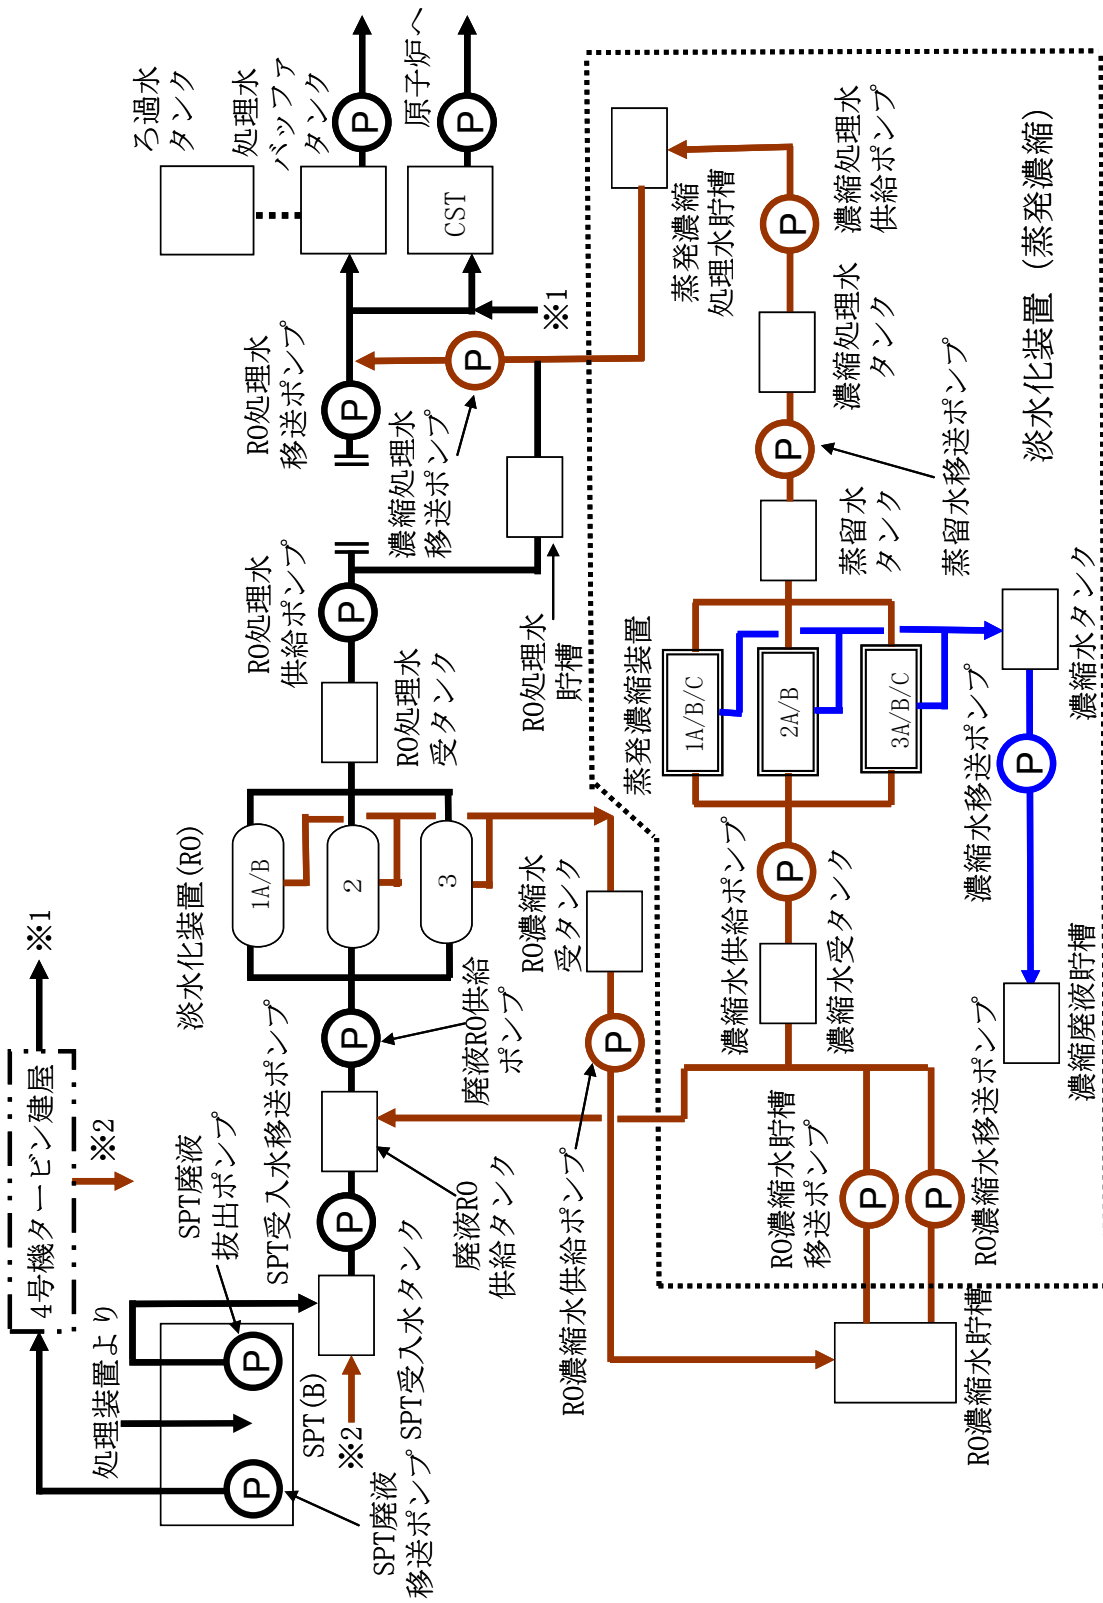 4号機タービン建屋
※1
※2
処理装置より
SPT廃液
抜出ポンプ
P
P
SPT廃液
移送ポンプ
SPT(B)
※2
SPT受入水タンク
SPT受入水移送ポンプ
P
廃液RO
供給タンク
P
廃液RO供給
ポンプ
淡水化装置(RO)
1A/B
2
3
RO処理水
受タンク
RO処理水
供給ポンプ
P
RO処理水
貯槽
RO処理水
移送ポンプ
P
濃縮処理水
移送ポンプ
P
※1
ろ過水
タンク
処理水
バッファ
タンク
P
CST
原子炉へ
P
RO濃縮水
受タンク
P
RO濃縮水供給ポンプ
RO濃縮水貯槽
RO濃縮水貯槽
移送ポンプ
P
P
RO濃縮水移送ポンプ
濃縮水受タンク
濃縮水供給ポンプ
P
蒸発濃縮装置
1A/B/C
2A/B
3A/B/C
濃縮水タンク
濃縮水移送ポンプ
P
濃縮廃液貯槽
蒸留水
タンク
蒸留水移送ポンプ
P
濃縮処理水
タンク
濃縮処理水
供給ポンプ
P
蒸発濃縮
処理水貯槽
淡水化装置 (蒸発濃縮)